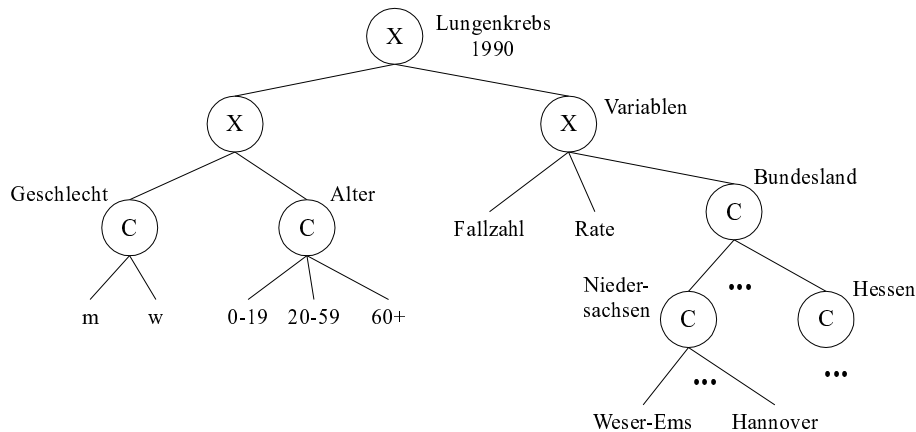 X
Lungenkrebs
1990
X
X
Variablen
Geschlecht
Alter
Bundesland
C
C
Fallzahl
Rate
C
m
w
0-19
20-59
60+
Nieder-
sachsen
•••
Hessen
C
C
•••
•••
Weser-Ems
Hannover